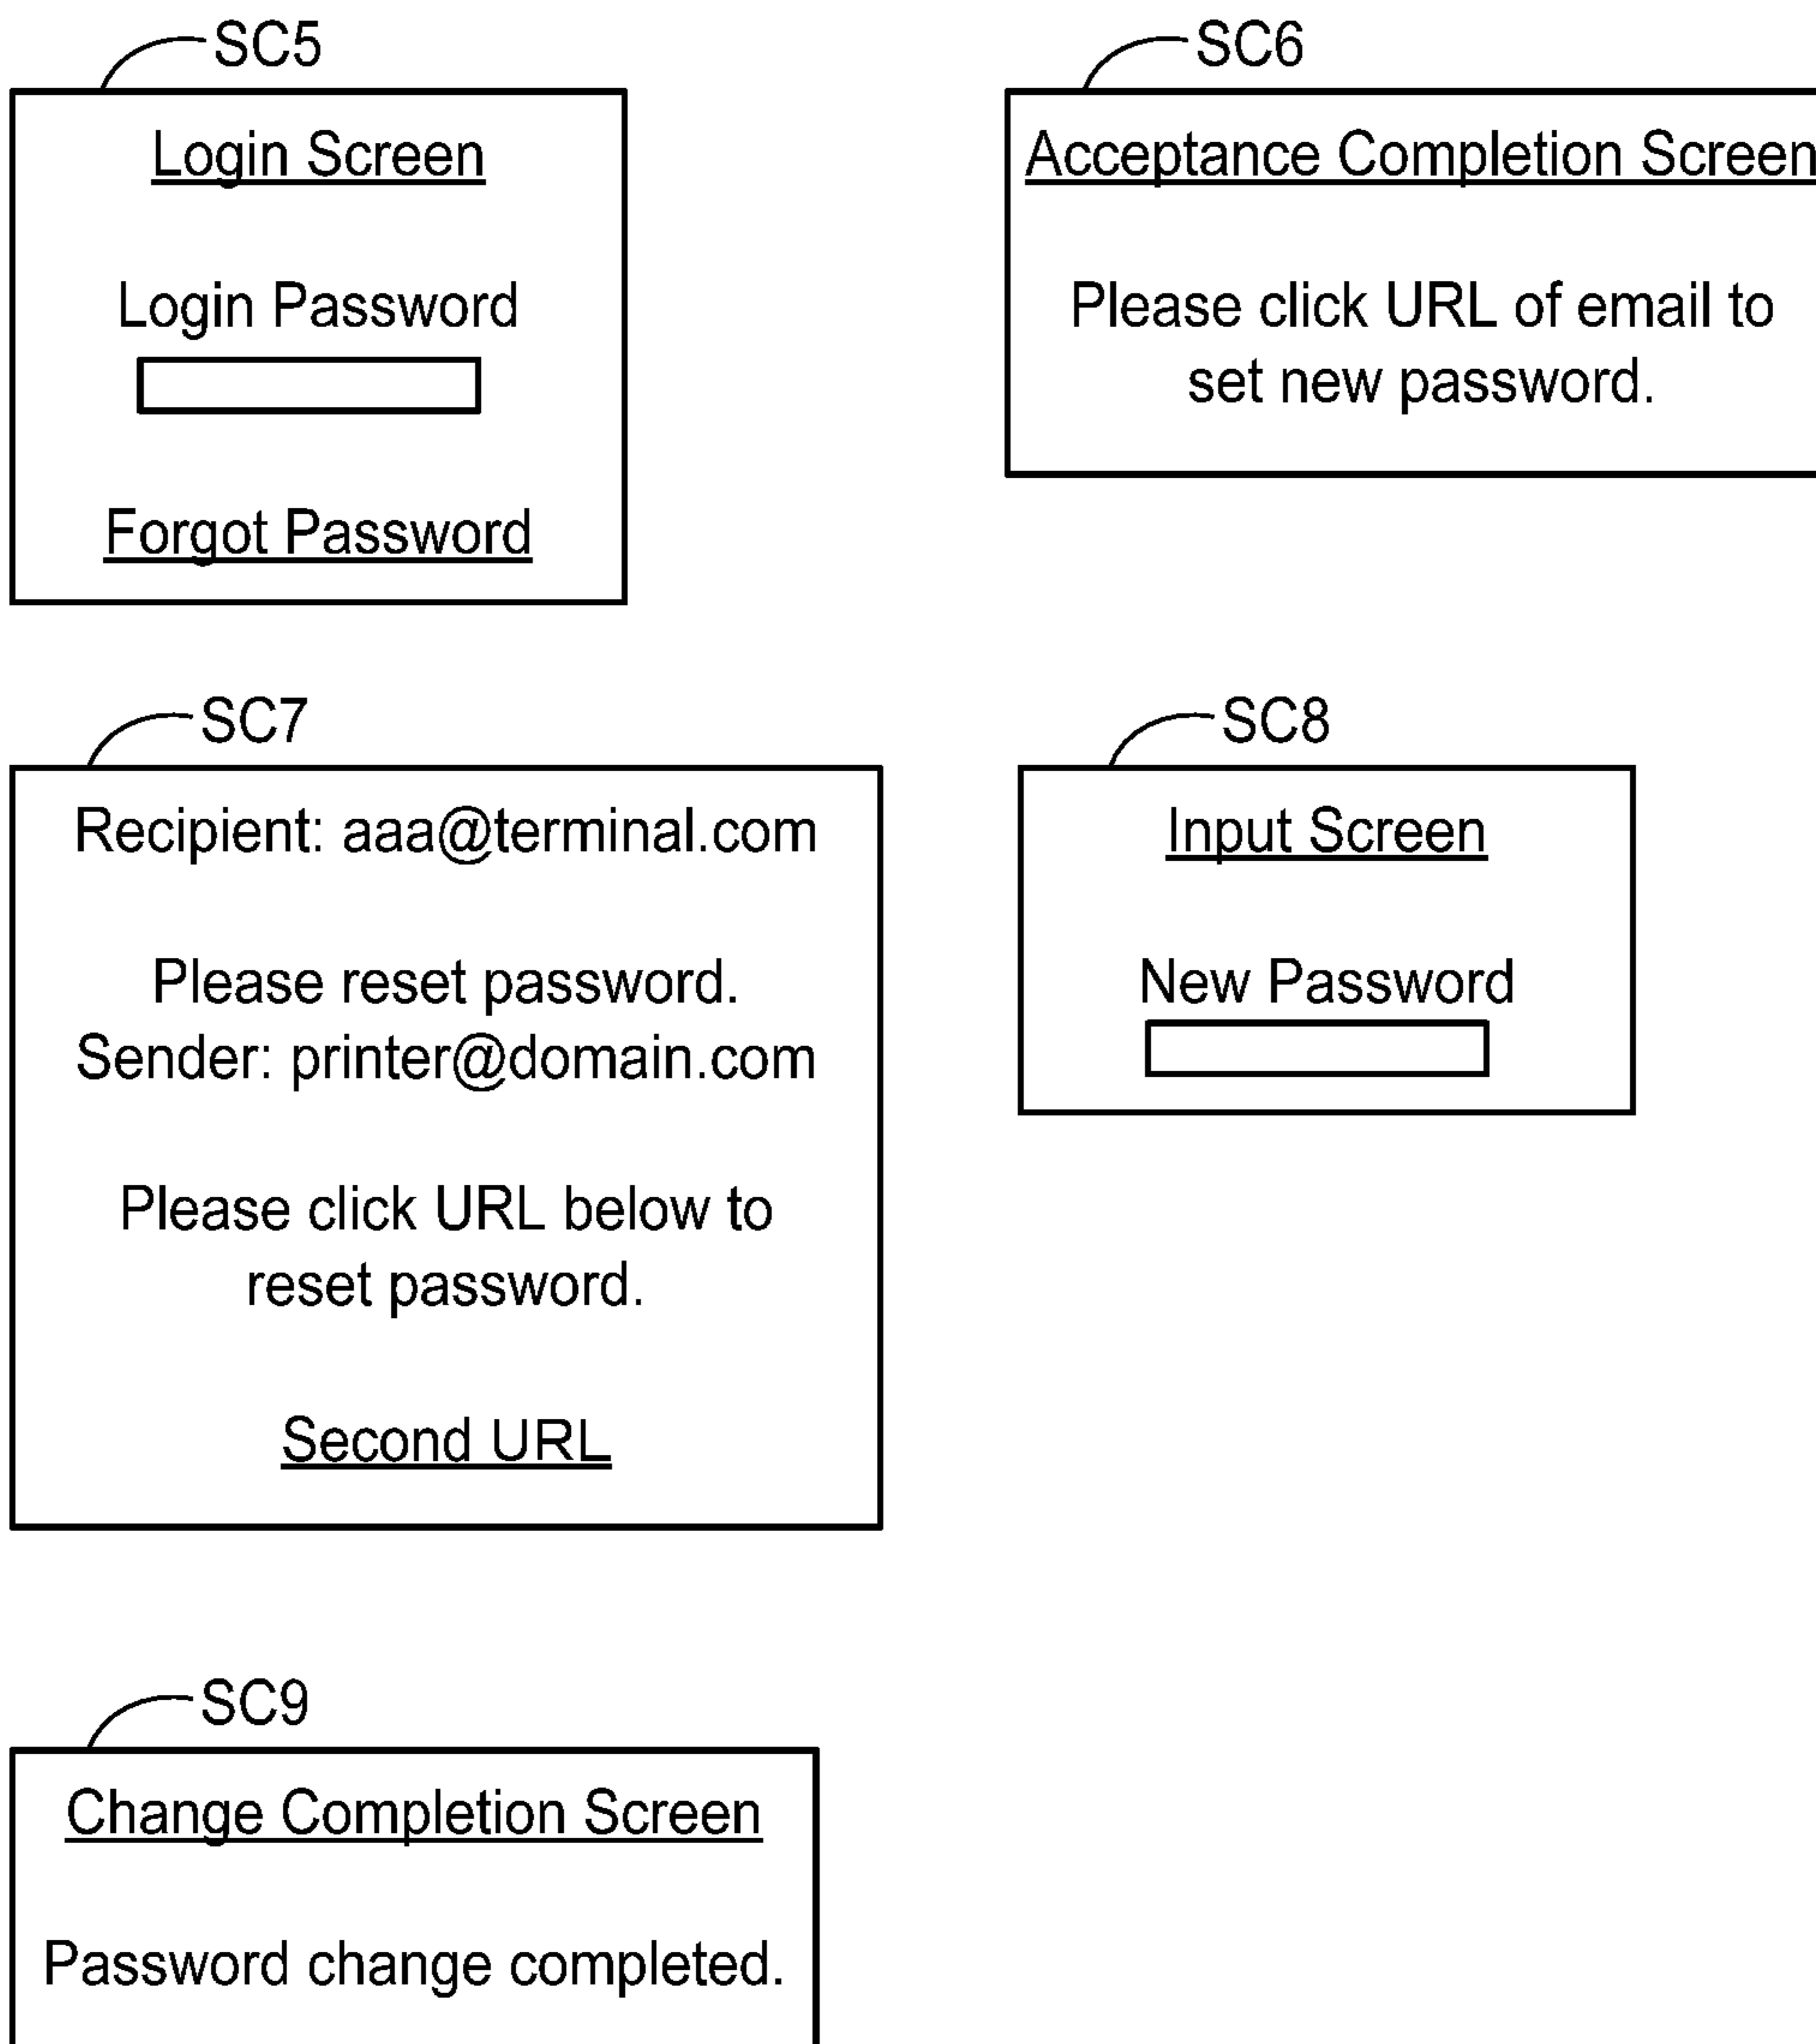 SC5
Login Screen
Login Password
Forgot Password
SC6
Acceptance Completion Screen
Please click URL of email to
set new password.
SC7
Recipient: aaa@terminal.com
Please reset password.
Sender: printer@domain.com
Please click URL below to
reset password.
Second URL
SC8
Input Screen
New Password
SC9
Change Completion Screen
Password change completed.